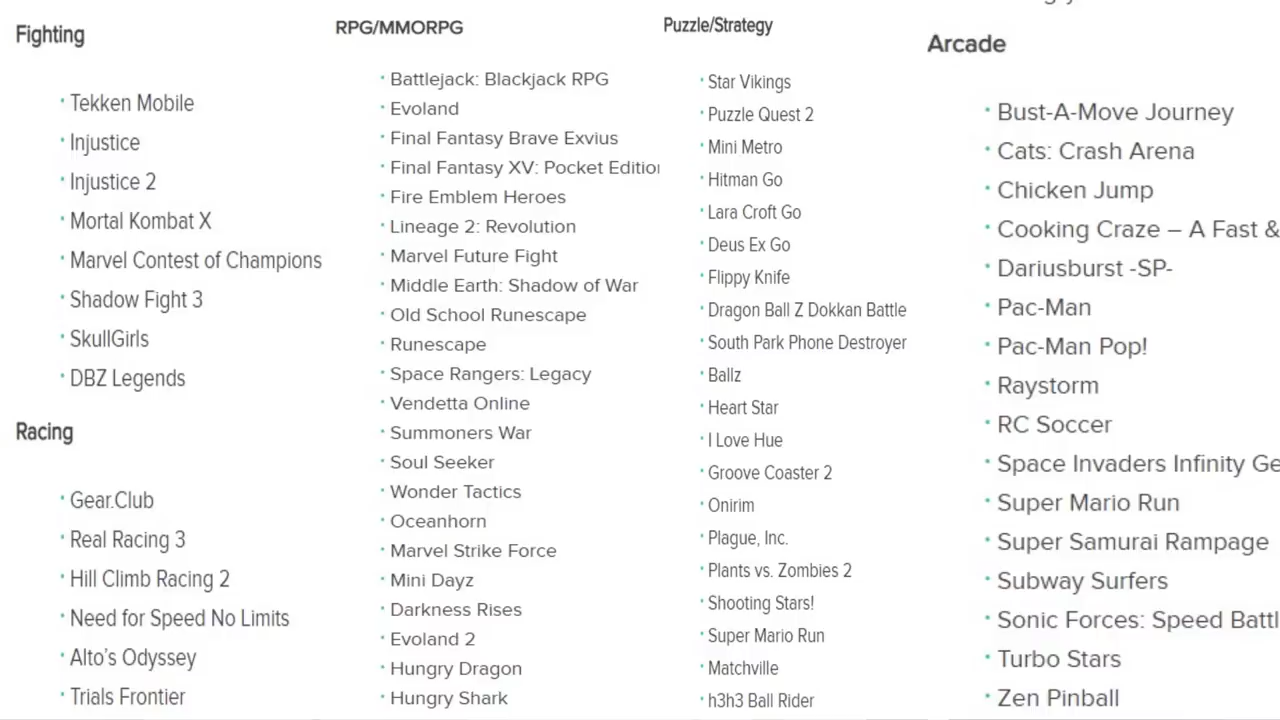 Fighting
Tekken Mobile
Injustice
Injustice 2
Mortal Kombat X
Marvel Contest of Champions
Shadow Fight 3
SkullGirls
DBZ Legends
Racing
Gear.Club
Real Racing 3
Hill Climb Racing 2
Need for Speed No Limits
Alto’s Odyssey
Trials Frontier
RPG/MMORPG
Battlejack: Blackjack RPG
Evoland
Final Fantasy Brave Exvius
Final Fantasy XV: Pocket Edition
Fire Emblem Heroes
Lineage 2: Revolution
Marvel Future Fight
Middle Earth: Shadow of War
Old School Runescape
Runescape
Space Rangers: Legacy
Vendetta Online
Summoners War
Soul Seeker
Wonder Tactics
Oceanhorn
Marvel Strike Force
Mini Dayz
Darkness Rises
Evoland 2
Hungry Dragon
Hungry Shark
Puzzle/Strategy
Star Vikings
Puzzle Quest 2
Mini Metro
Hitman Go
Lara Croft Go
Deus Ex Go
Flippy Knife
Dragon Ball Z Dokkan Battle
South Park Phone Destroyer
Ballz
Heart Star
I Love Hue
Groove Coaster 2
Onirim
Plague, Inc.
Plants vs. Zombies 2
Shooting Stars!
Super Mario Run
Matchville
h3h3 Ball Rider
Arcade
Bust-A-Move Journey
Cats: Crash Arena
Chicken Jump
Cooking Craze – A Fast &
Dariusburst -SP-
Pac-Man
Pac-Man Pop!
Raystorm
RC Soccer
Space Invaders Infinity Ge
Super Mario Run
Super Samurai Rampage
Subway Surfers
Sonic Forces: Speed Battl
Turbo Stars
Zen Pinball